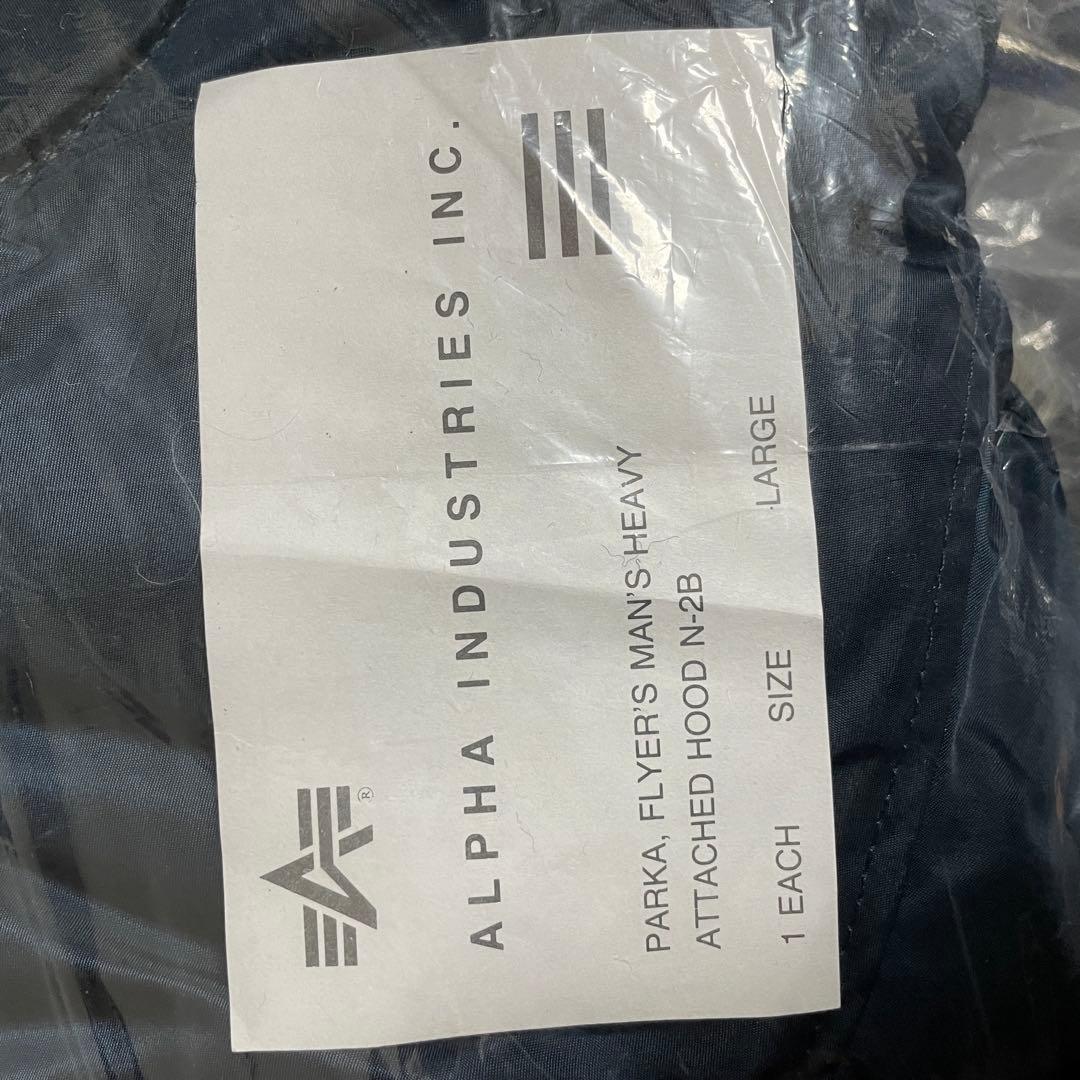 ®
ALPHA INDUSTRIES INC.
PARKA, FLYER'S MAN'S HEAVY
ATTACHED HOOD N-2B
1 EACH SIZE LARGE